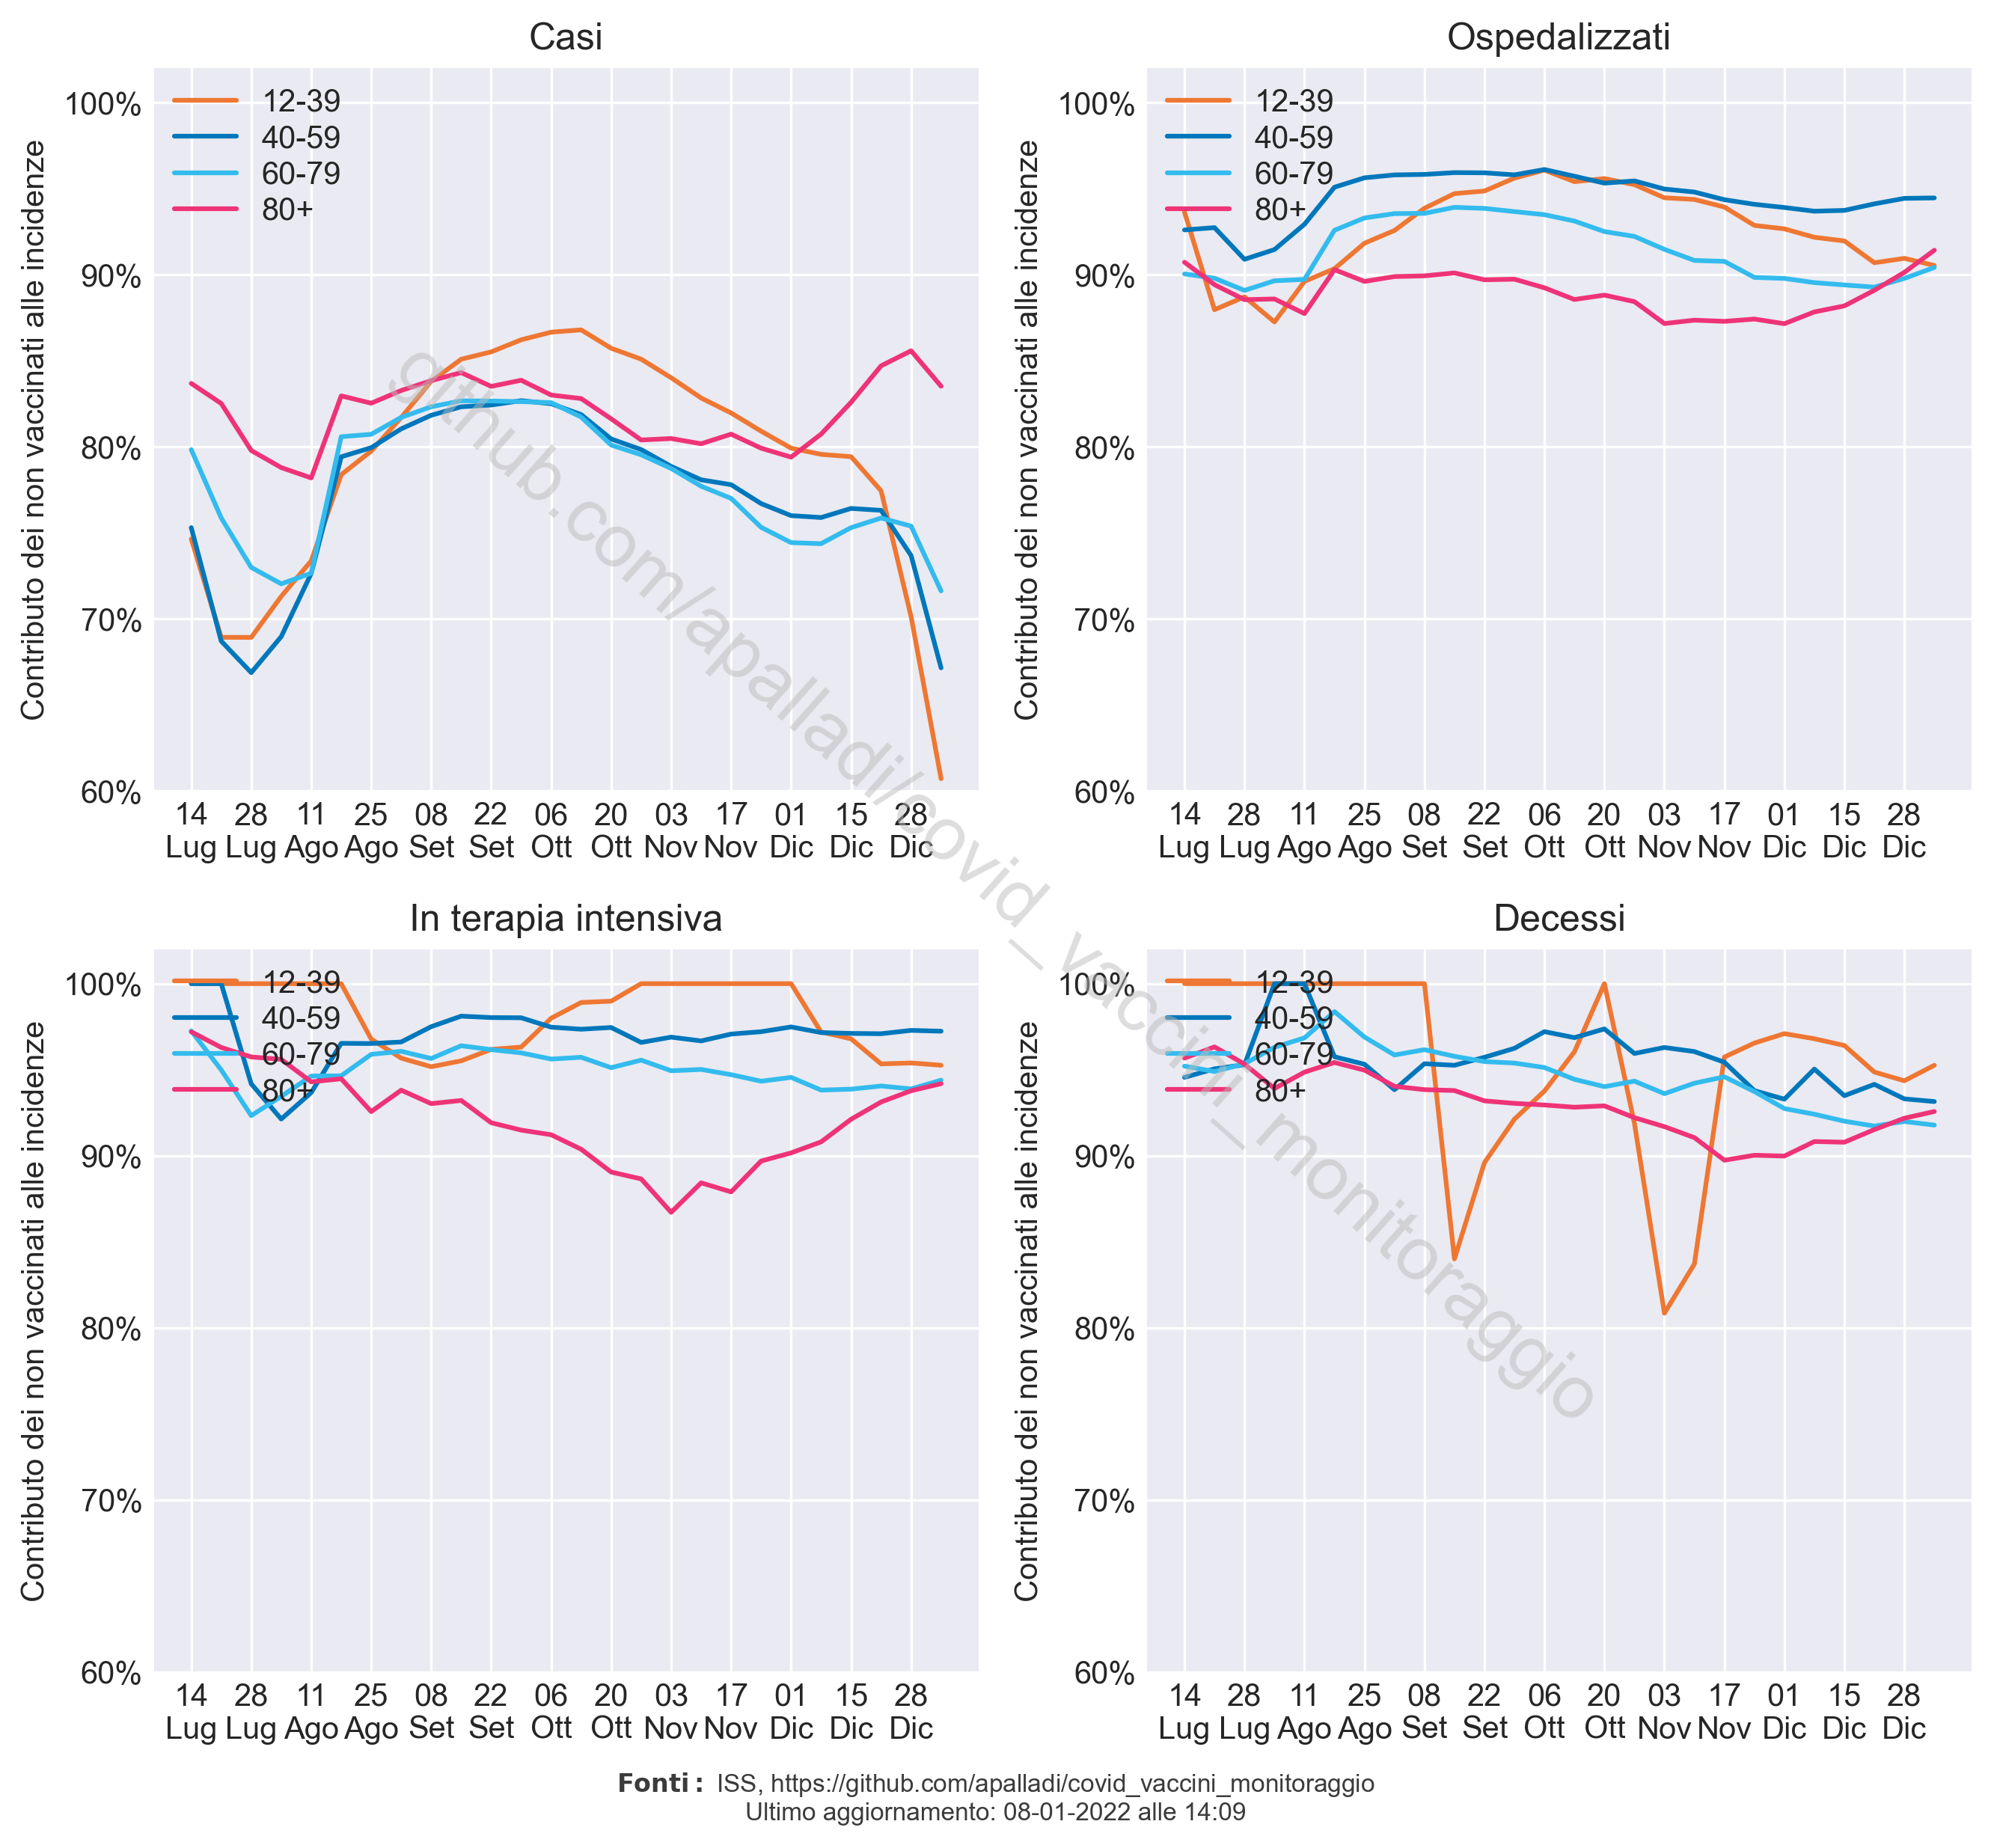 Casi
Contributo dei non vaccinati alle incidenze
100%
90%
80%
70%
60%
12-39
40-59
60-79
80+
14 28 11 25 08 22 06 20 03 17 01 15 28
Lug Lug Ago Ago Set Set Ott Ott Nov Nov Dic Dic Dic
Ospedalizzati
Contributo dei non vaccinati alle incidenze
100%
90%
80%
70%
60%
12-39
40-59
60-79
80+
14 28 11 25 08 22 06 20 03 17 01 15 28
Lug Lug Ago Ago Set Set Ott Ott Nov Nov Dic Dic Dic
In terapia intensiva
Contributo dei non vaccinati alle incidenze
100%
90%
80%
70%
60%
12-39
40-59
60-79
80+
14 28 11 25 08 22 06 20 03 17 01 15 28
Lug Lug Ago Ago Set Set Ott Ott Nov Nov Dic Dic Dic
Decessi
Contributo dei non vaccinati alle incidenze
100%
90%
80%
70%
60%
12-39
40-59
60-79
80+
14 28 11 25 08 22 06 20 03 17 01 15 28
Lug Lug Ago Ago Set Set Ott Ott Nov Nov Dic Dic Dic
github.com/apalladi/covid_vaccini_monitoraggio
Fonti: ISS, https://github.com/apalladi/covid_vaccini_monitoraggio
Ultimo aggiornamento: 08-01-2022 alle 14:09